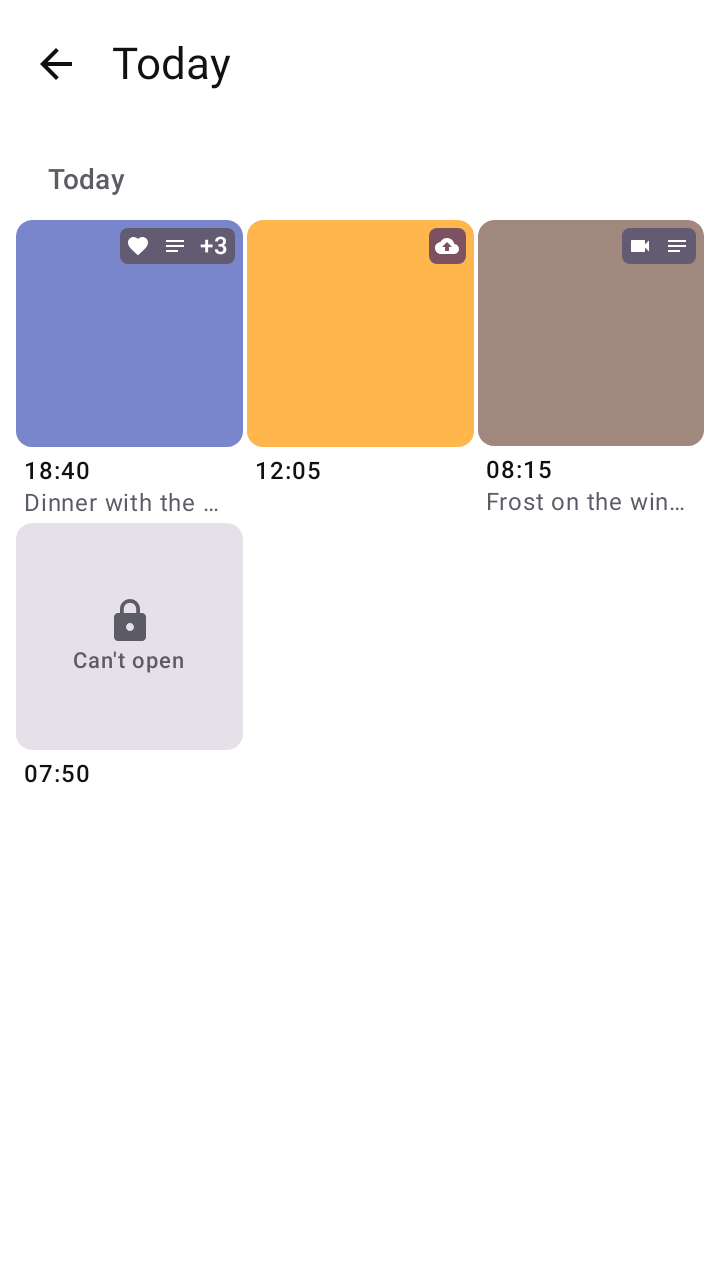 Today
Today
+3
18:40
Dinner with the …
12:05
08:15
Frost on the win…
Can't open
07:50